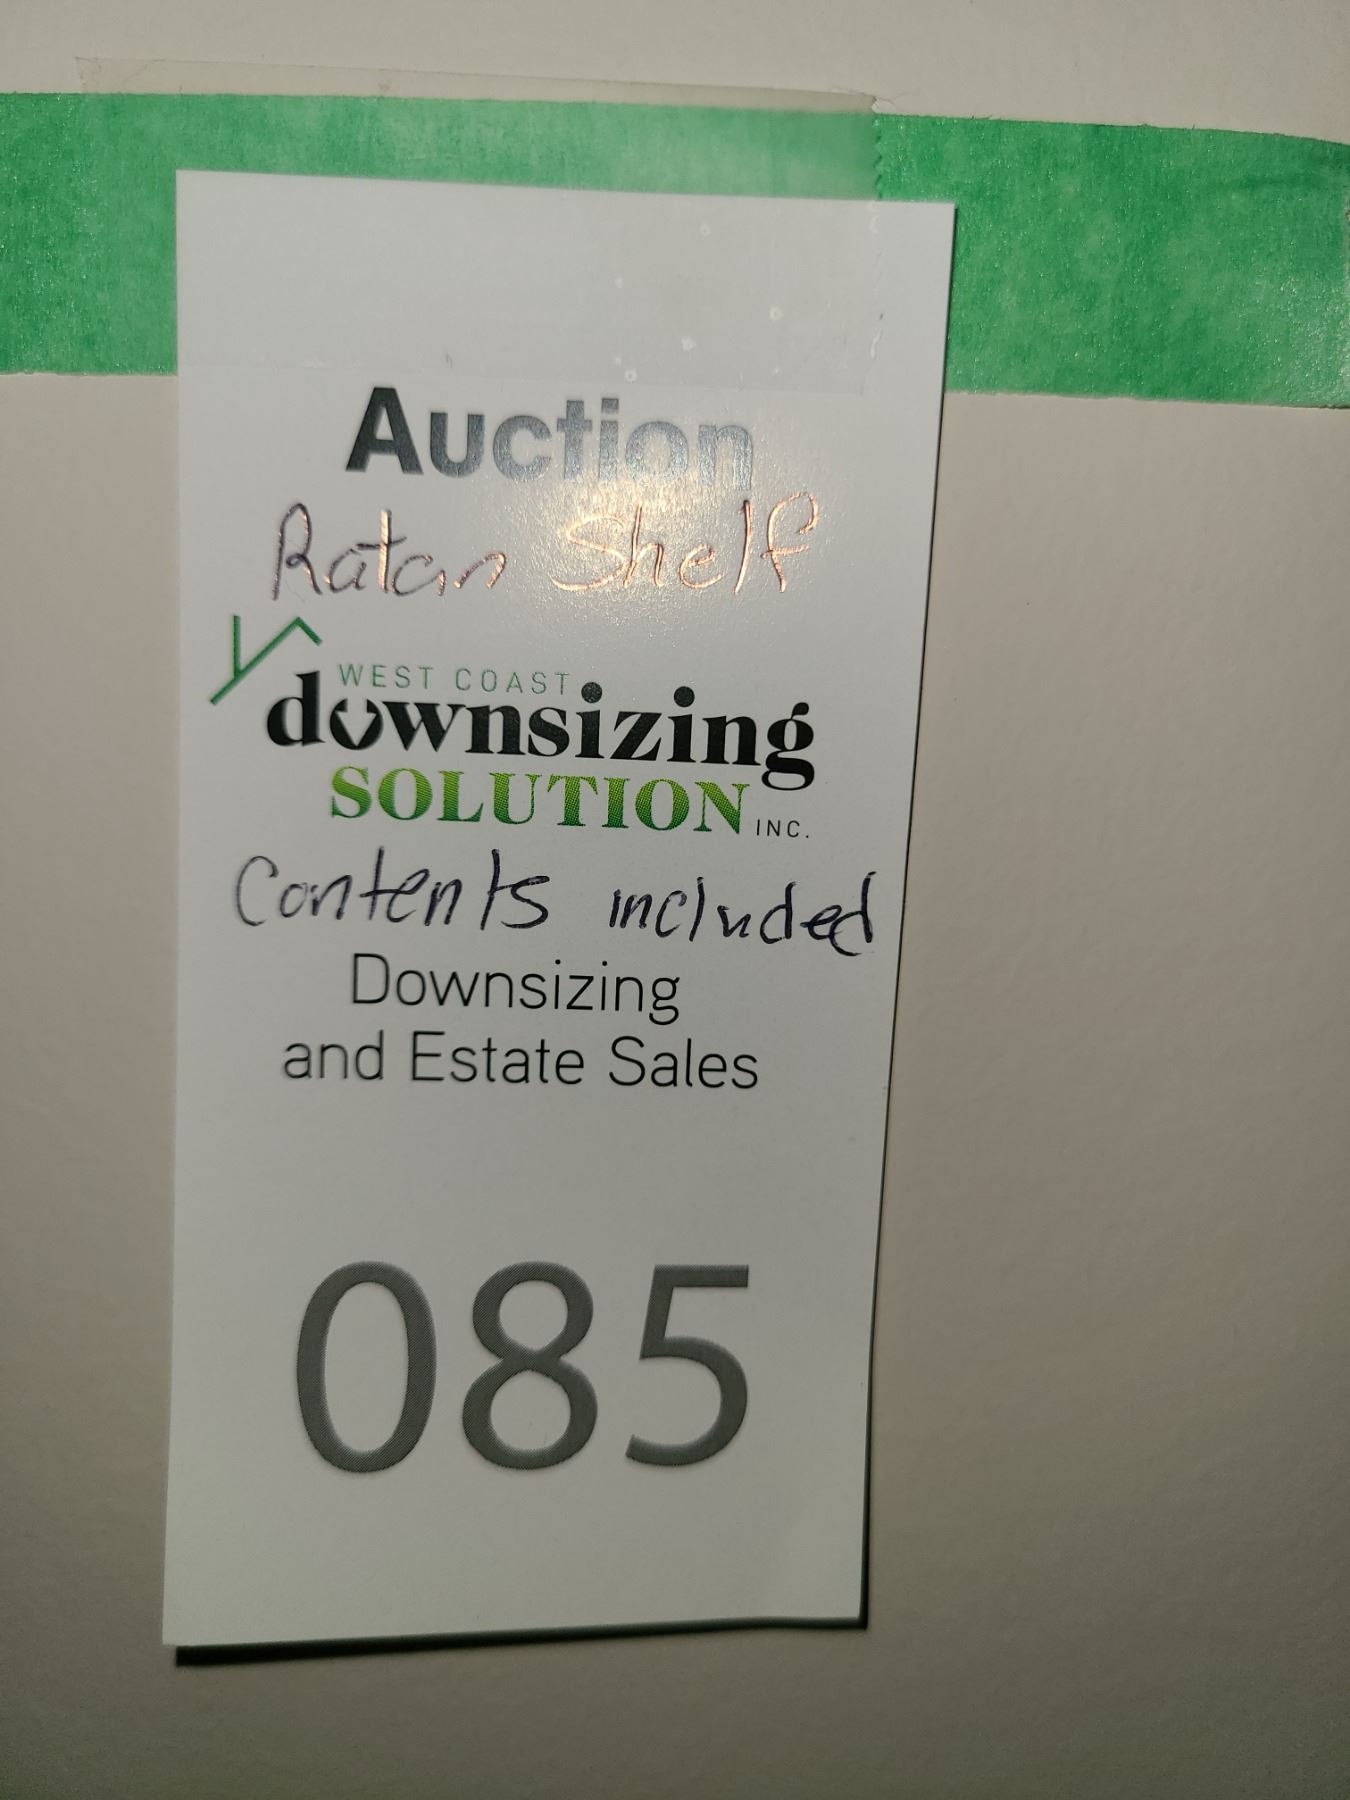 Auction
Ratan Shelf
WEST COAST
downsizing
SOLUTION INC.
Contents included
Downsizing
and Estate Sales
085